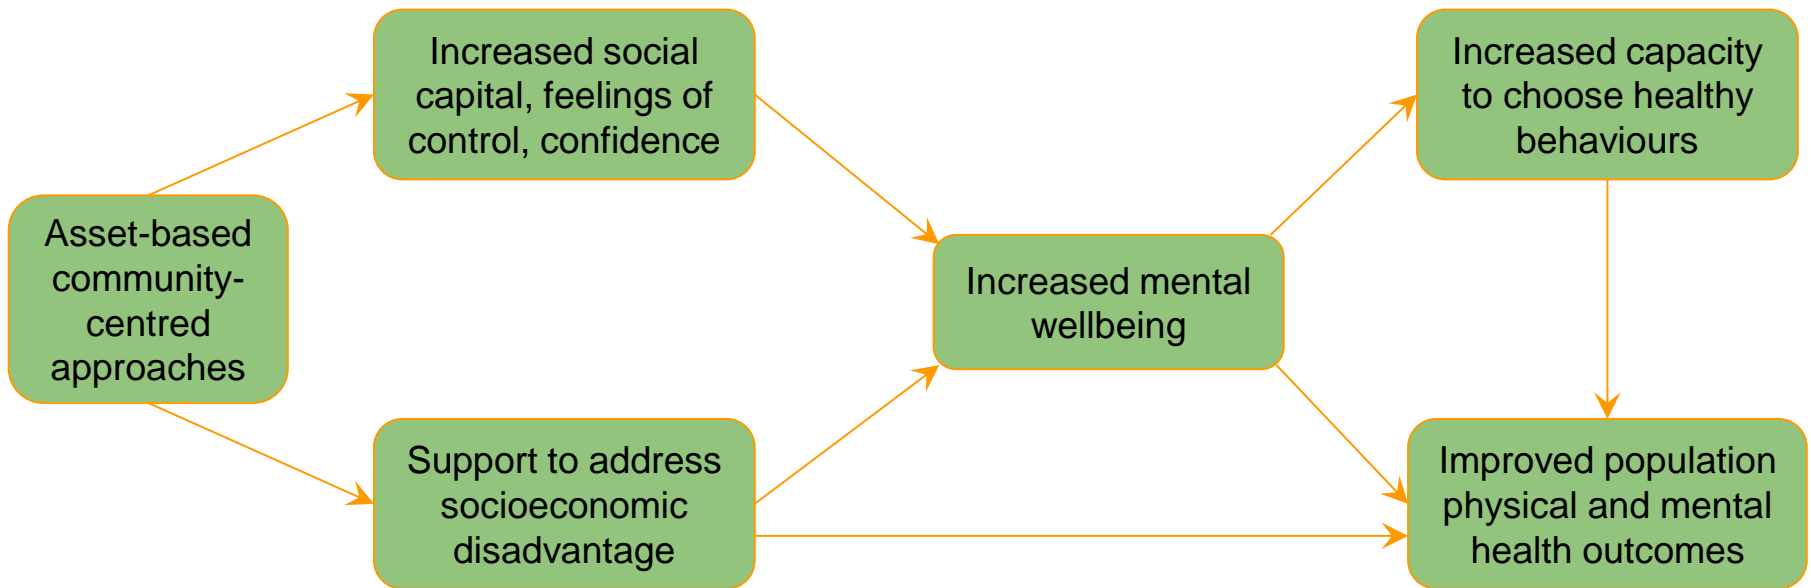 Increased social
capital, feelings of
control, confidence
Increased capacity
to choose healthy
behaviours
Asset-based
community-
centred
approaches
Increased mental
wellbeing
Support to address
socioeconomic
disadvantage
Improved population
physical and mental
health outcomes